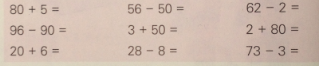 80 + 5 = 56 − 50 = 62 − 2 =
96 − 90 = 3 + 50 = 2 + 80 =
20 + 6 = 28 − 8 = 73 − 3 =